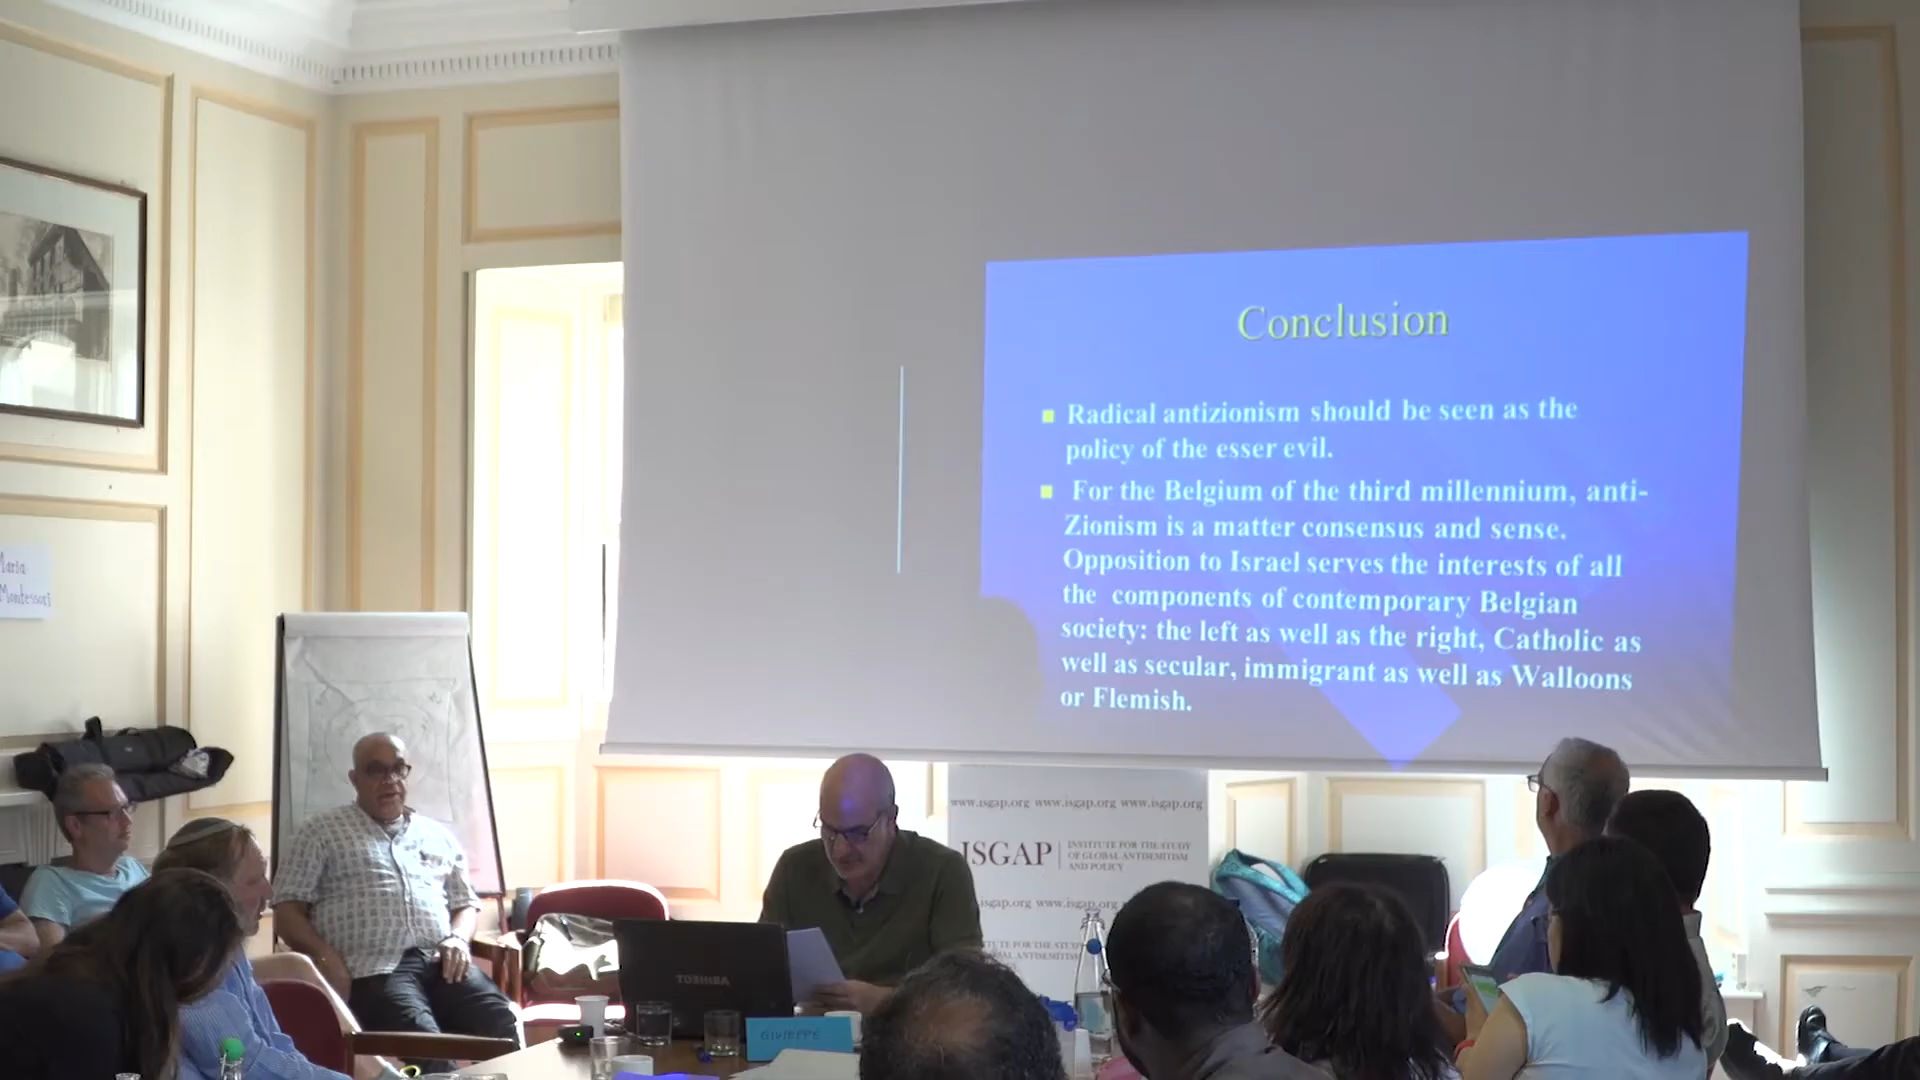 Conclusion
Radical antizionism should be seen as the
policy of the esser evil.
For the Belgium of the third millennium, anti-
Zionism is a matter consensus and sense.
Opposition to Israel serves the interests of all
the components of contemporary Belgian
society: the left as well as the right, Catholic as
well as secular, immigrant as well as Walloons
or Flemish.
Maria
Montessori
www.isgap.org www.isgap.org www.isgap.org
ISGAP
INSTITUTE FOR THE STUDY
OF GLOBAL ANTISEMITISM
AND POLICY
TOSHIBA
GIUSEPPE